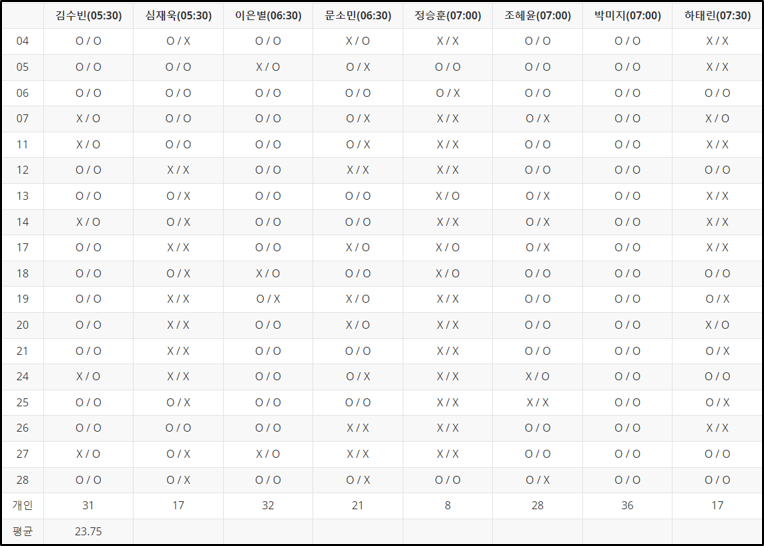 김수빈(05:30) 심재욱(05:30) 이은별(06:30) 문소민(06:30) 정승훈(07:00) 조혜윤(07:00) 박미지(07:00) 하태린(07:30)
04 O / O O / X O / O X / O X / X O / O O / O X / X
05 O / O O / O X / O O / X O / O O / O O / O X / X
06 O / O O / O O / O O / O O / X O / O O / O O / O
07 X / O O / O O / O O / X X / X O / X O / O X / O
11 X / O O / O O / O O / X X / X O / O O / O X / X
12 O / O X / X O / O X / X X / X O / O O / O O / O
13 O / O O / X O / O O / O X / O O / X O / O X / X
14 X / O O / X O / O O / O X / X O / X O / O X / X
17 O / O X / X O / O X / O X / O O / X O / O X / X
18 O / O O / X X / O O / O X / O O / O O / O O / O
19 O / O X / X O / X X / O X / X O / O O / O O / X
20 O / O X / X O / O X / O X / X O / O O / O X / O
21 O / O X / X O / O O / O X / X O / O O / O O / X
24 X / O X / X O / O O / X X / X X / O O / O O / O
25 O / O O / X O / O O / O X / X X / X O / O O / X
26 O / O O / O O / O X / X X / X O / O O / O X / X
27 X / O O / X X / O X / X X / X O / O O / O O / O
28 O / O O / X O / O O / X O / O O / X O / O O / O
개인 31 17 32 21 8 28 36 17
평균 23.75